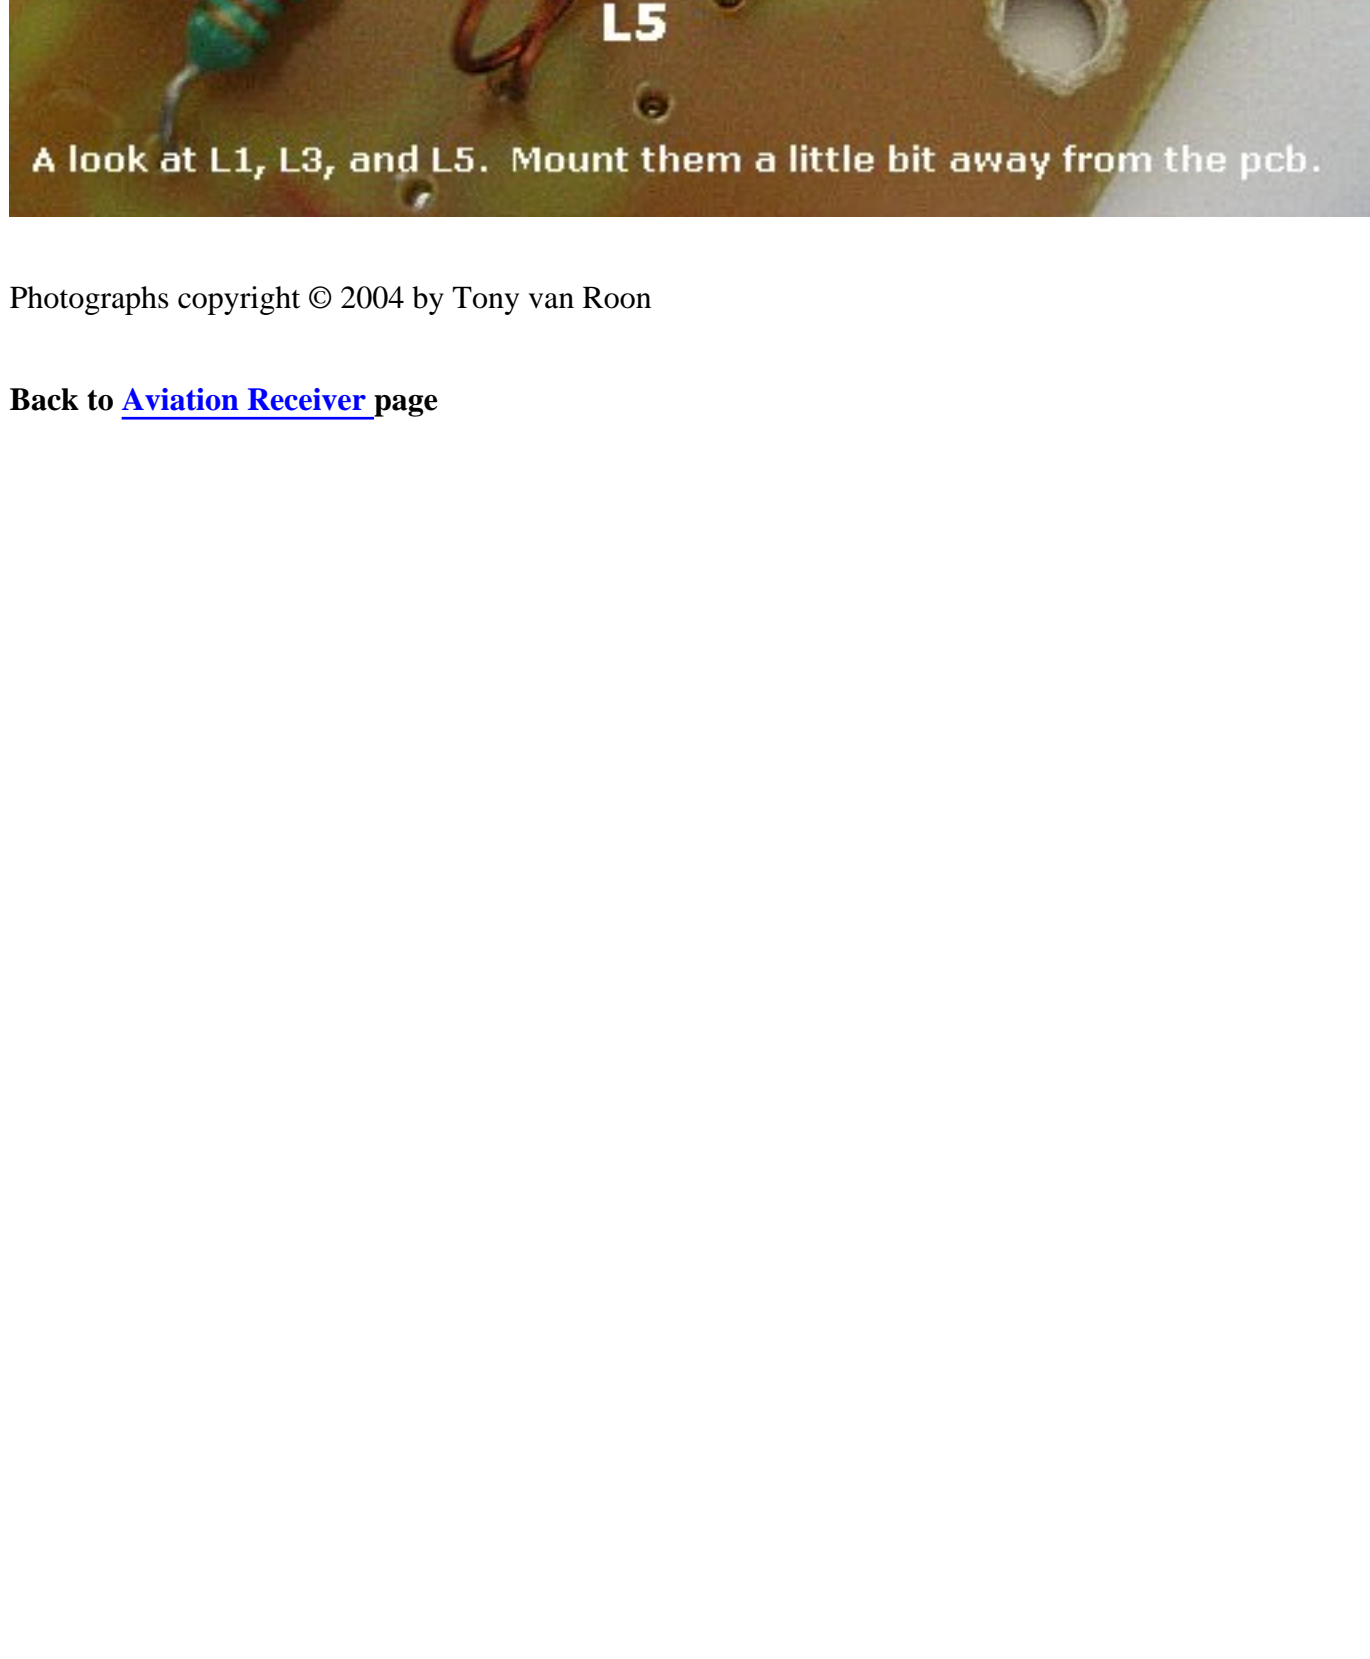 L5
A look at L1, L3, and L5. Mount them a little bit away from the pcb.
Photographs copyright © 2004 by Tony van Roon
Back to Aviation Receiver page